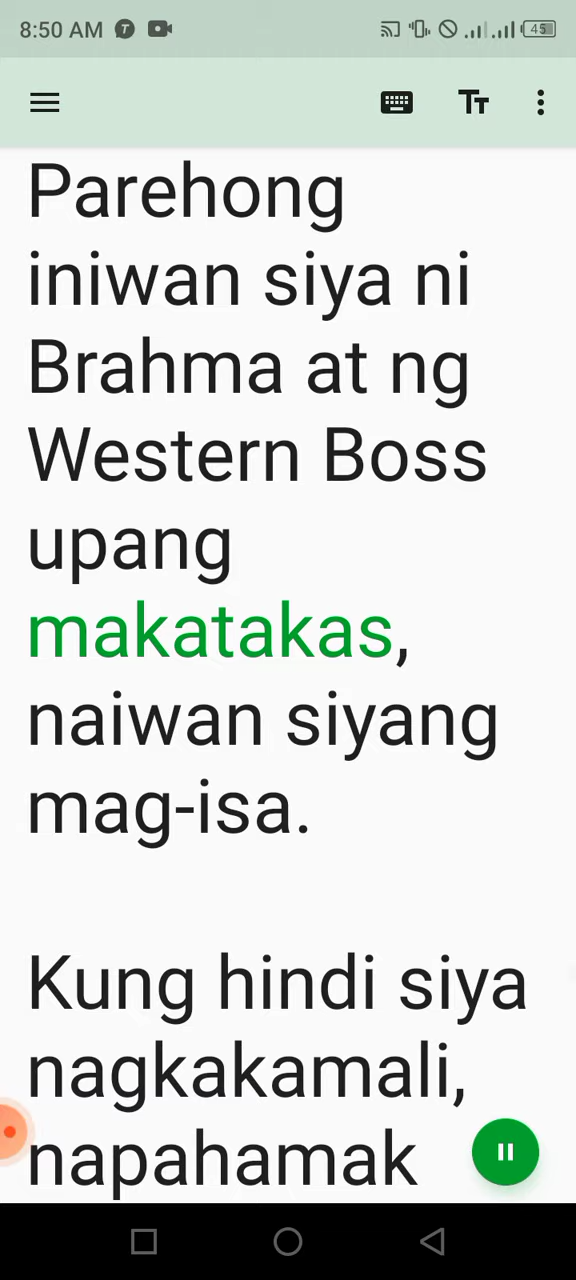 8:50 AM
45
Parehong
iniwan siya ni
Brahma at ng
Western Boss
upang
makatakas,
naiwan siyang
mag-isa.
Kung hindi siya
nagkakamali,
napahamak